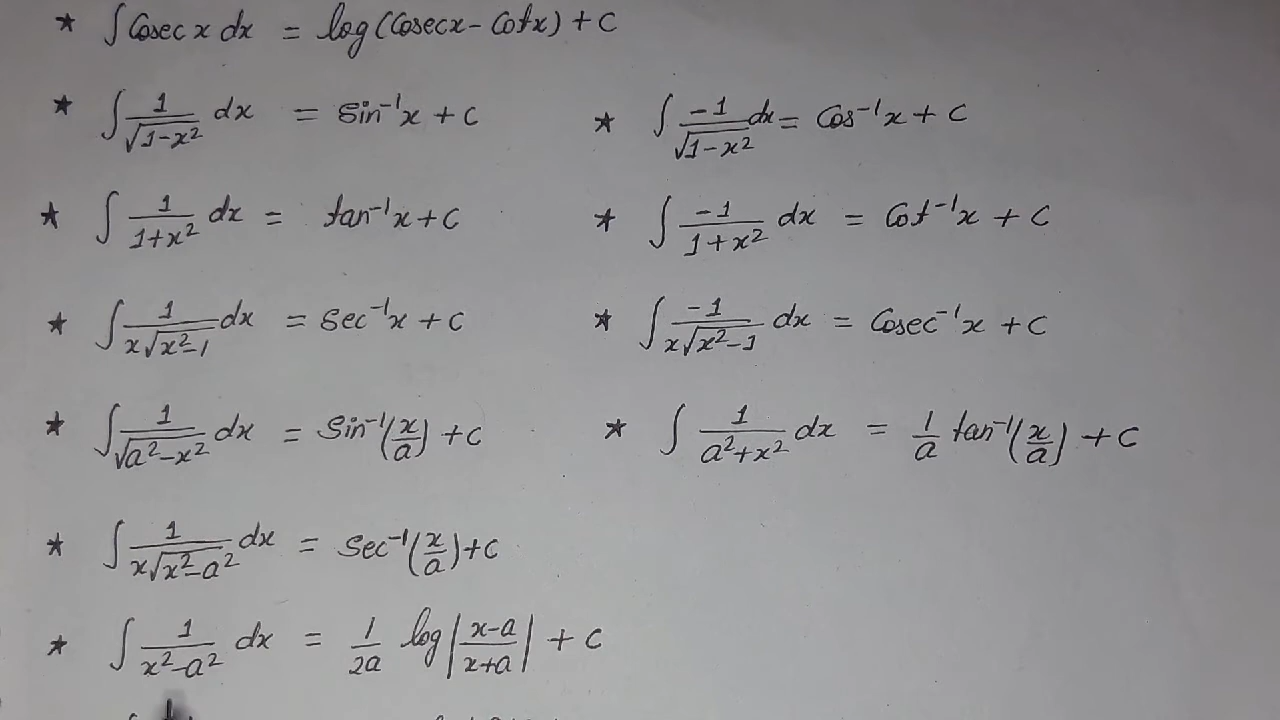 * ∫ Cosec x dx = log(Cosecx - Cotx) + C
* ∫ 1/√(1-x²) dx = Sin⁻¹x + C * ∫ -1/√(1-x²) dx = Cos⁻¹x + C
* ∫ 1/(1+x²) dx = tan⁻¹x + C * ∫ -1/(1+x²) dx = Cot⁻¹x + C
* ∫ 1/(x√(x²-1)) dx = Sec⁻¹x + C * ∫ -1/(x√(x²-1)) dx = Cosec⁻¹x + C
* ∫ 1/√(a²-x²) dx = Sin⁻¹(x/a) + C * ∫ 1/(a²+x²) dx = 1/a tan⁻¹(x/a) + C
* ∫ 1/(x√(x²-a²)) dx = Sec⁻¹(x/a) + C
* ∫ 1/(x²-a²) dx = 1/2a log|(x-a)/(x+a)| + C